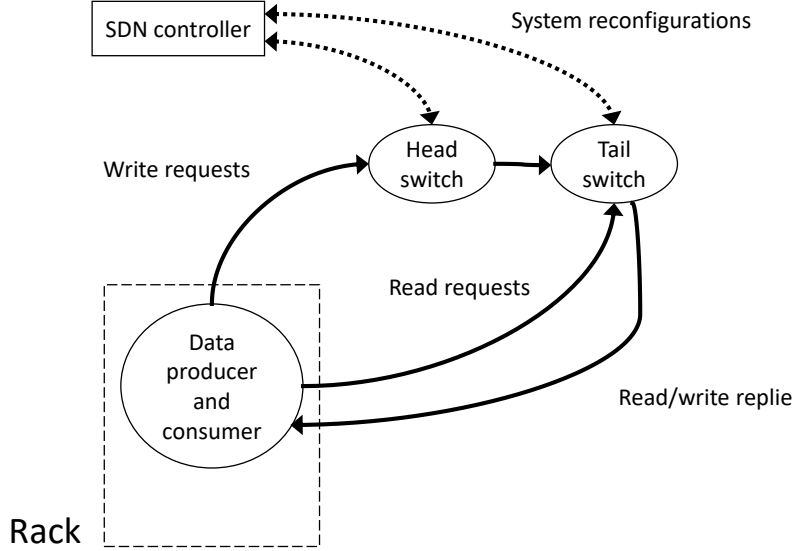 SDN controller
System reconfigurations
Head
switch
Tail
switch
Write requests
Read requests
Data
producer
and
consumer
Read/write replie
Rack